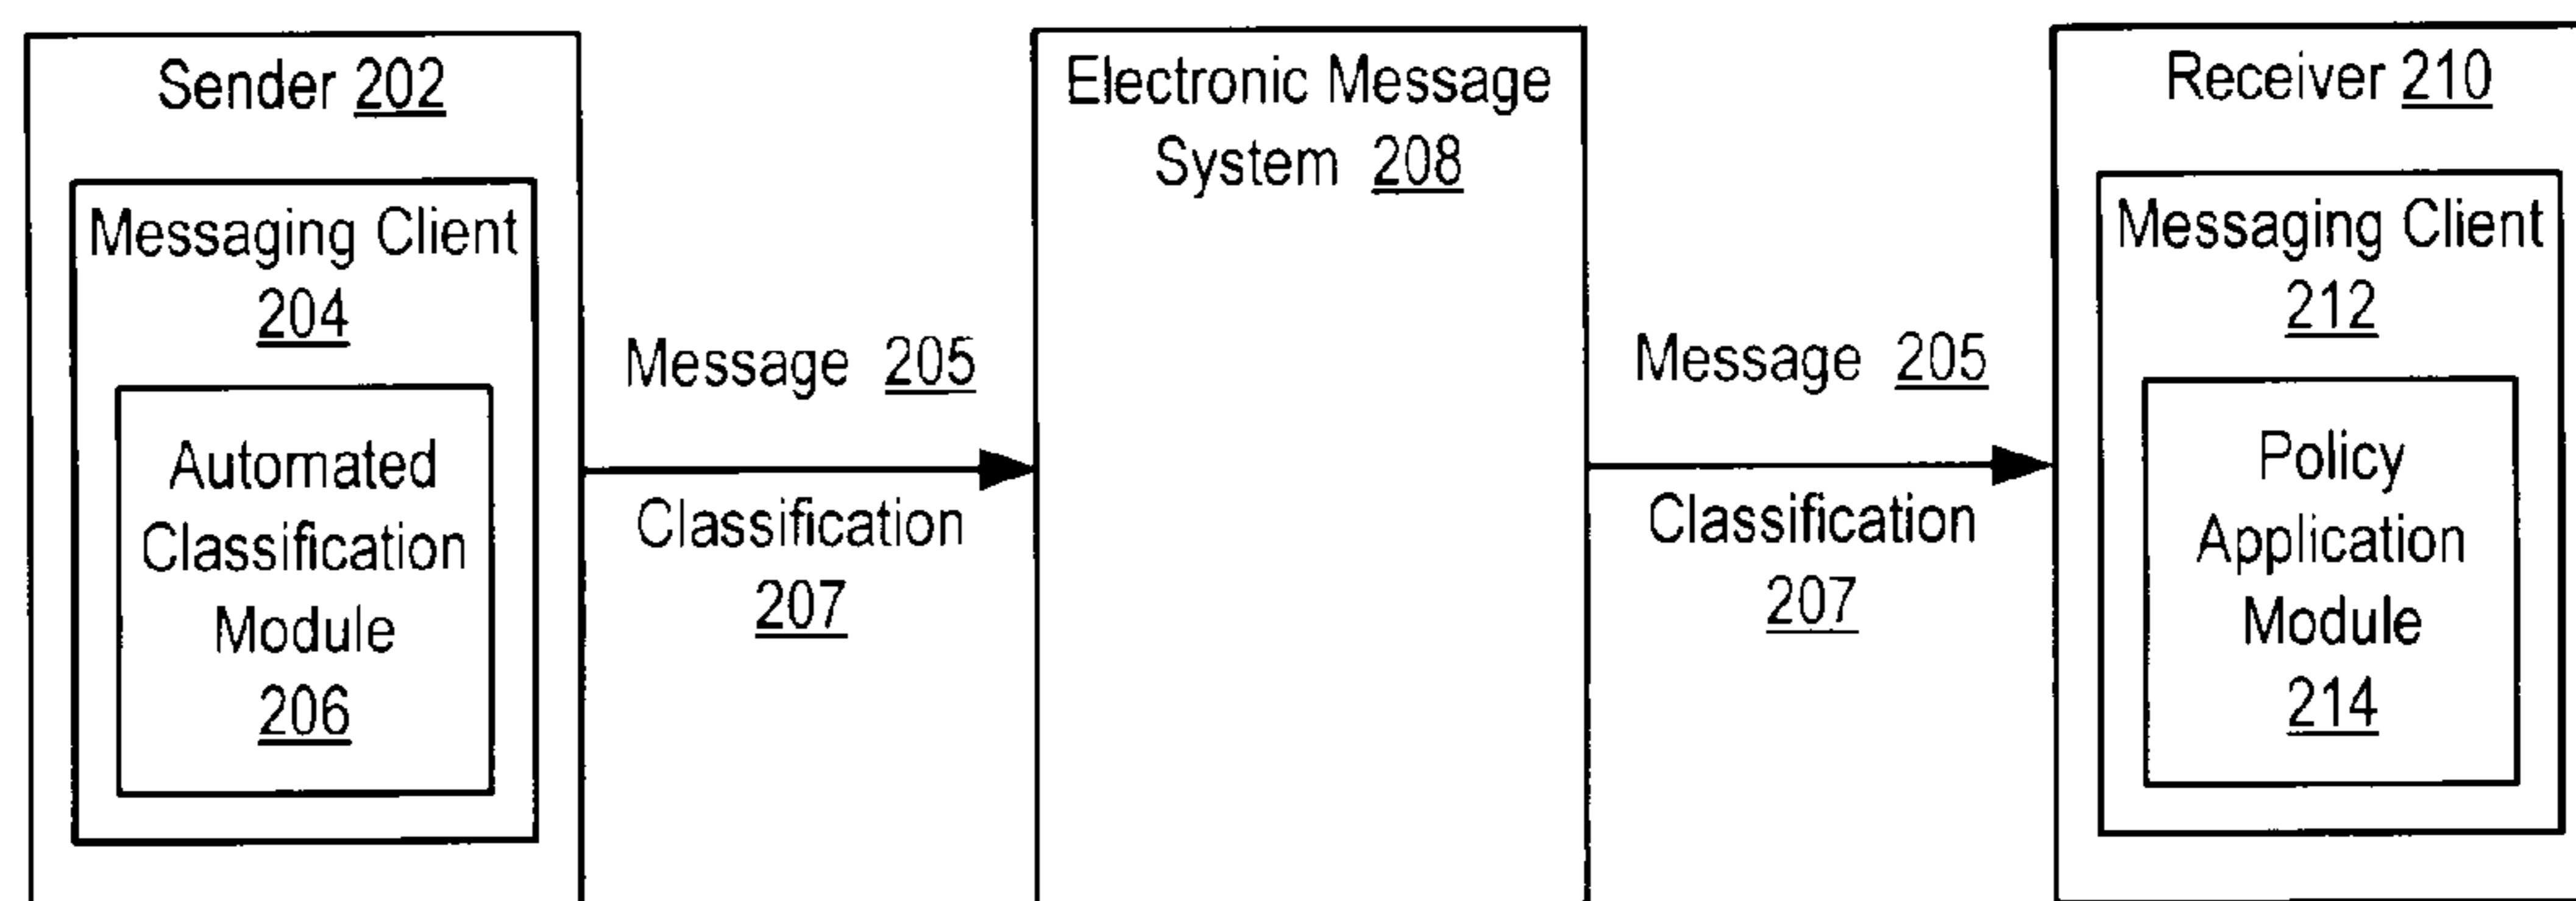 Sender 202
Messaging Client
204
Automated
Classification
Module
206
Message 205
Classification
207
Electronic Message
System 208
Message 205
Classification
207
Receiver 210
Messaging Client
212
Policy
Application
Module
214